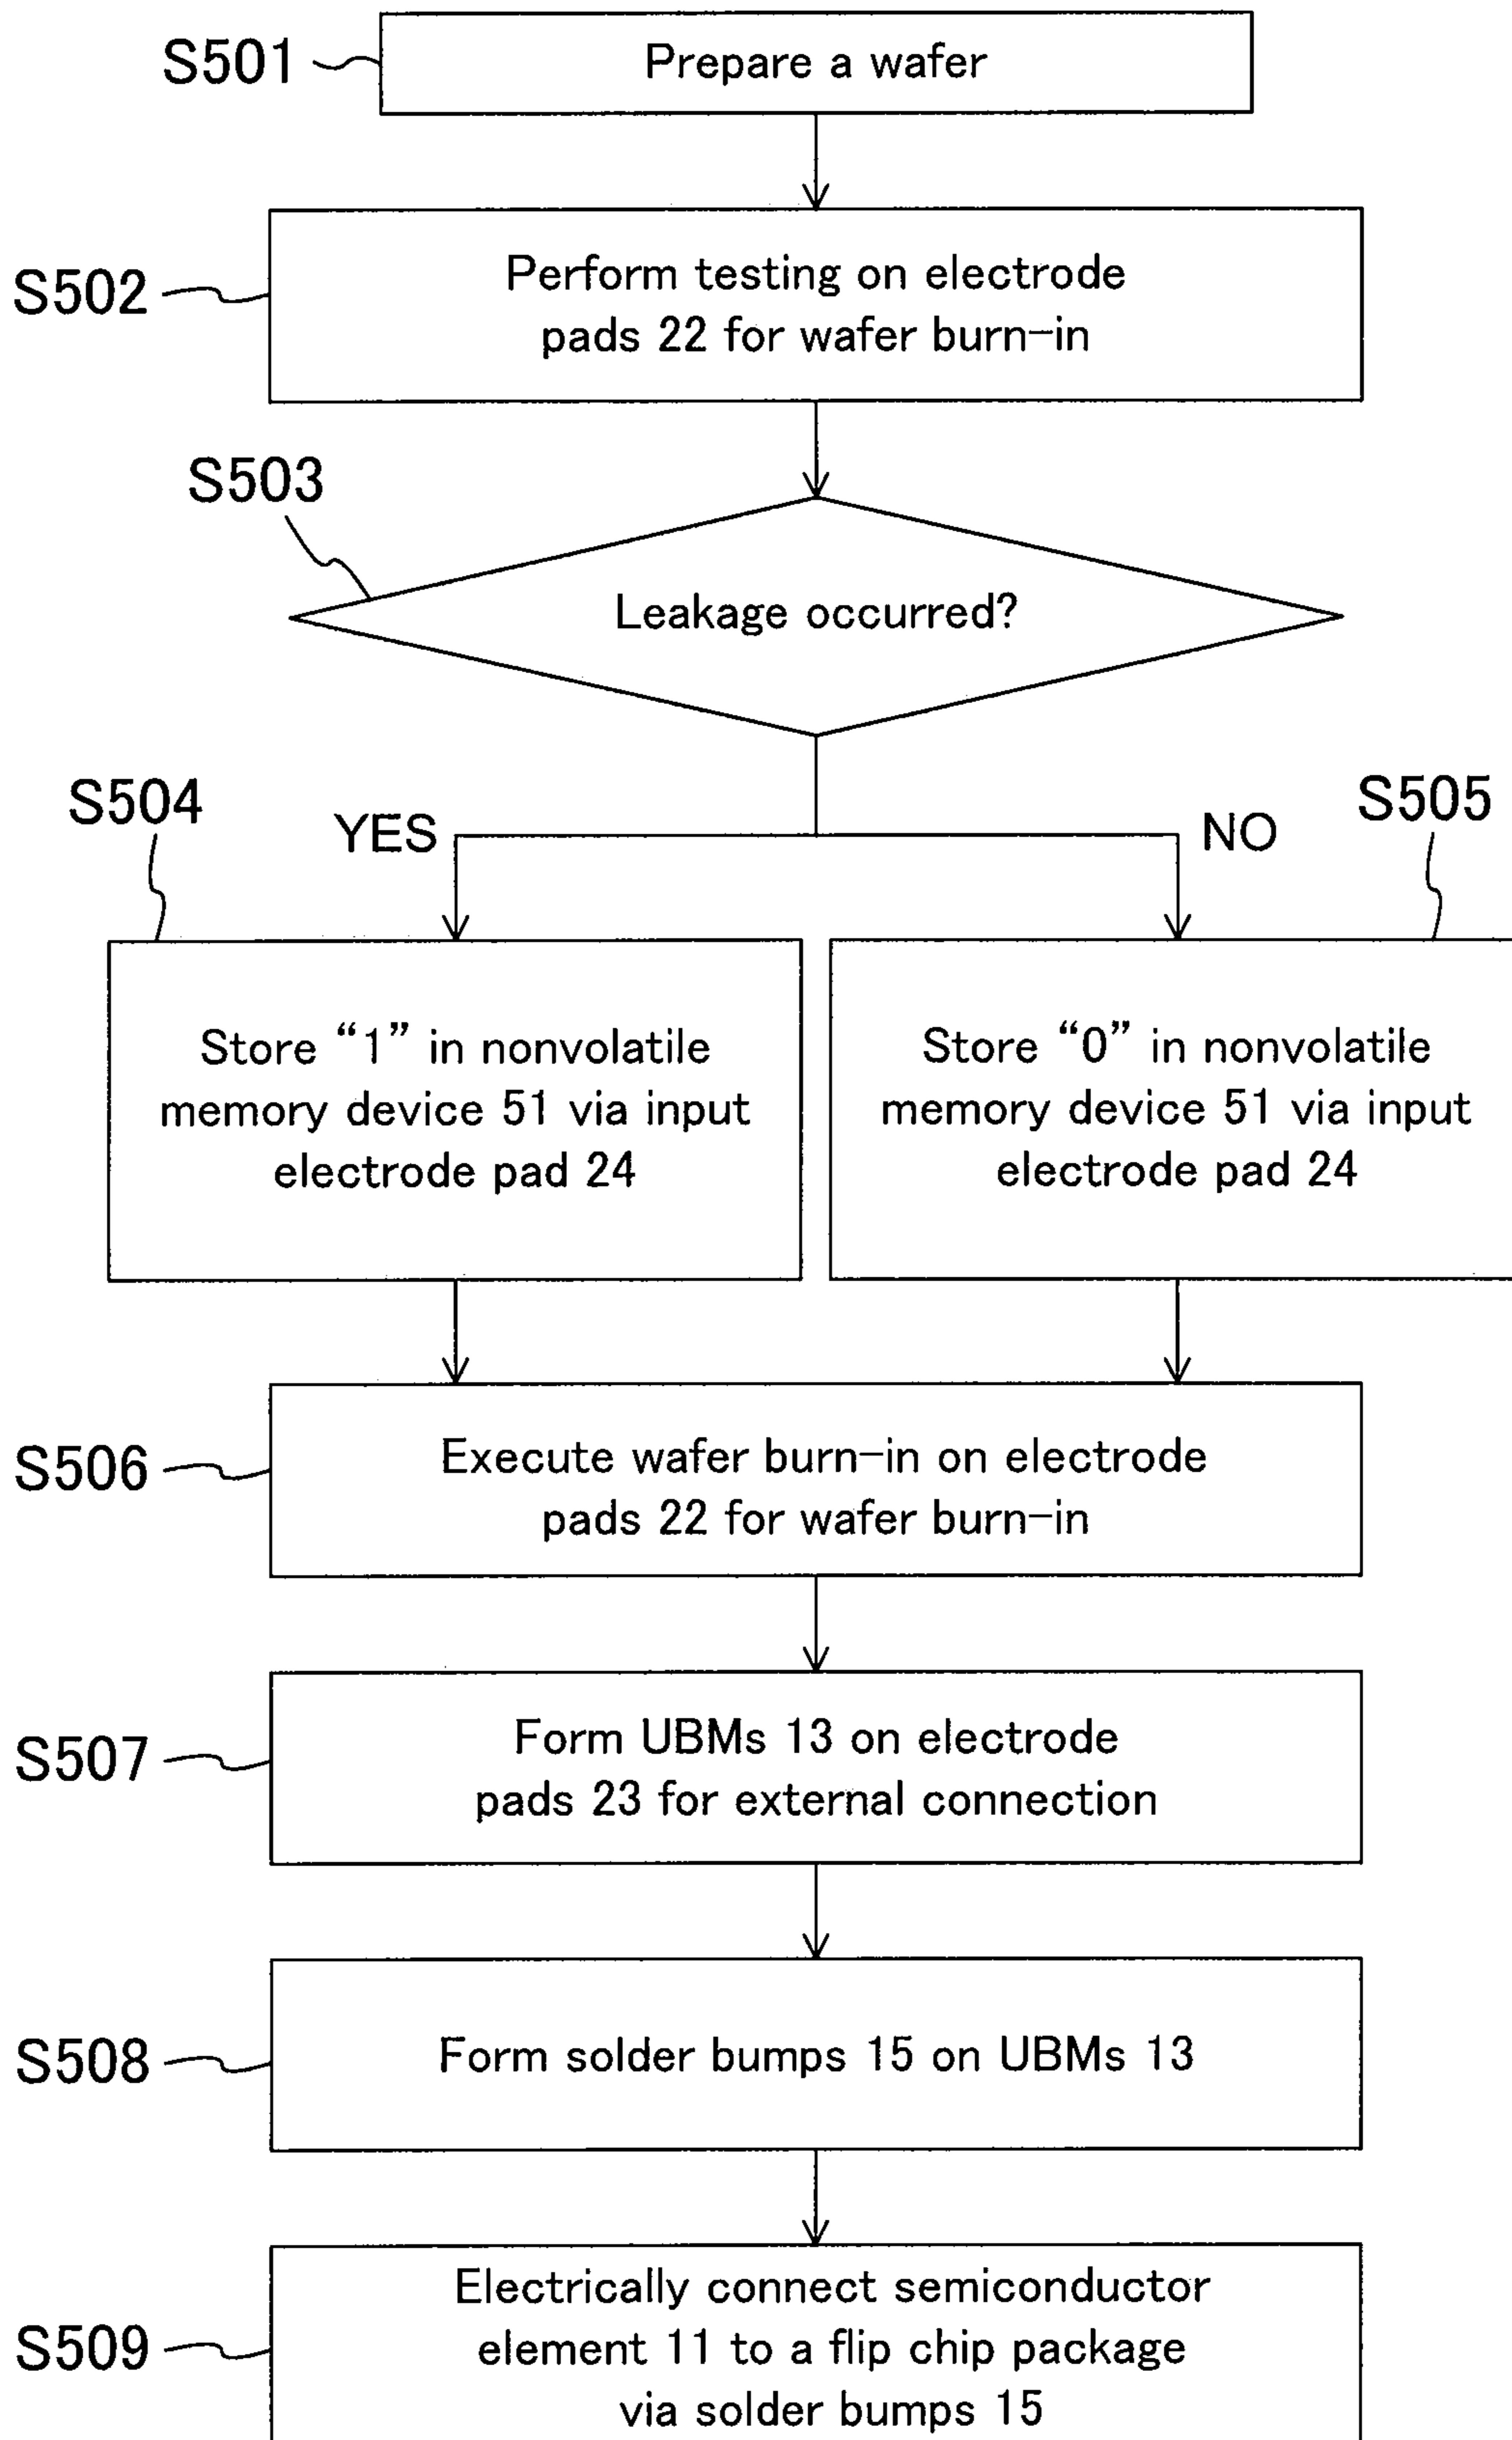 S501
Prepare a wafer
S502
Perform testing on electrode
pads 22 for wafer burn-in
S503
Leakage occurred?
S504
YES
NO
S505
Store “1” in nonvolatile
memory device 51 via input
electrode pad 24
Store “0” in nonvolatile
memory device 51 via input
electrode pad 24
S506
Execute wafer burn-in on electrode
pads 22 for wafer burn-in
S507
Form UBMs 13 on electrode
pads 23 for external connection
S508
Form solder bumps 15 on UBMs 13
S509
Electrically connect semiconductor
element 11 to a flip chip package
via solder bumps 15